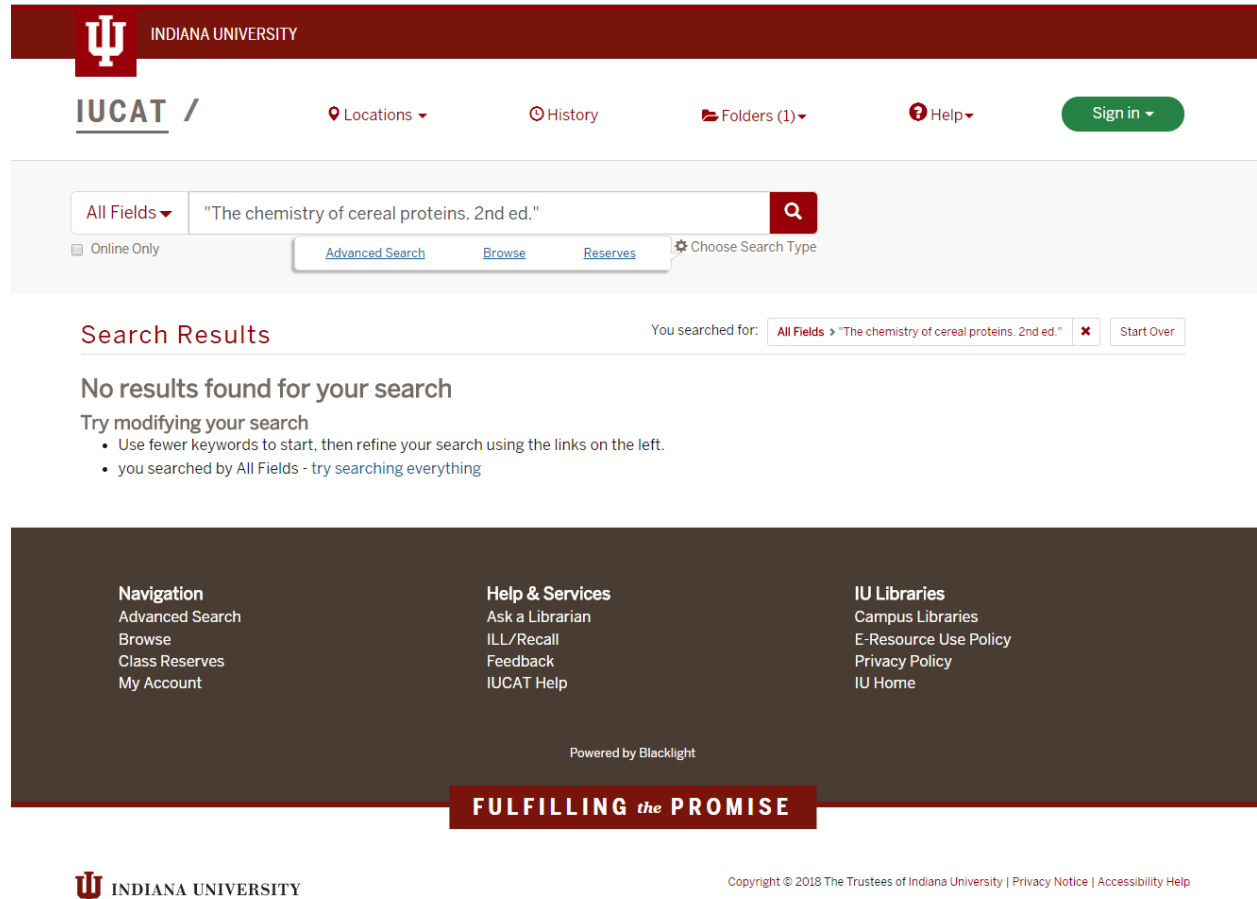 INDIANA UNIVERSITY
IUCAT /
Locations
History
Folders (1)
Help
Sign in
All Fields
"The chemistry of cereal proteins. 2nd ed."
Online Only
Advanced Search Browse Reserves
Choose Search Type
Search Results
You searched for: All Fields > "The chemistry of cereal proteins. 2nd ed." ✖ Start Over
No results found for your search
Try modifying your search
• Use fewer keywords to start, then refine your search using the links on the left.
• you searched by All Fields - try searching everything
Navigation
Advanced Search
Browse
Class Reserves
My Account
Help & Services
Ask a Librarian
ILL/Recall
Feedback
IUCAT Help
IU Libraries
Campus Libraries
E-Resource Use Policy
Privacy Policy
IU Home
Powered by Blacklight
FULFILLING the PROMISE
INDIANA UNIVERSITY
Copyright © 2018 The Trustees of Indiana University | Privacy Notice | Accessibility Help